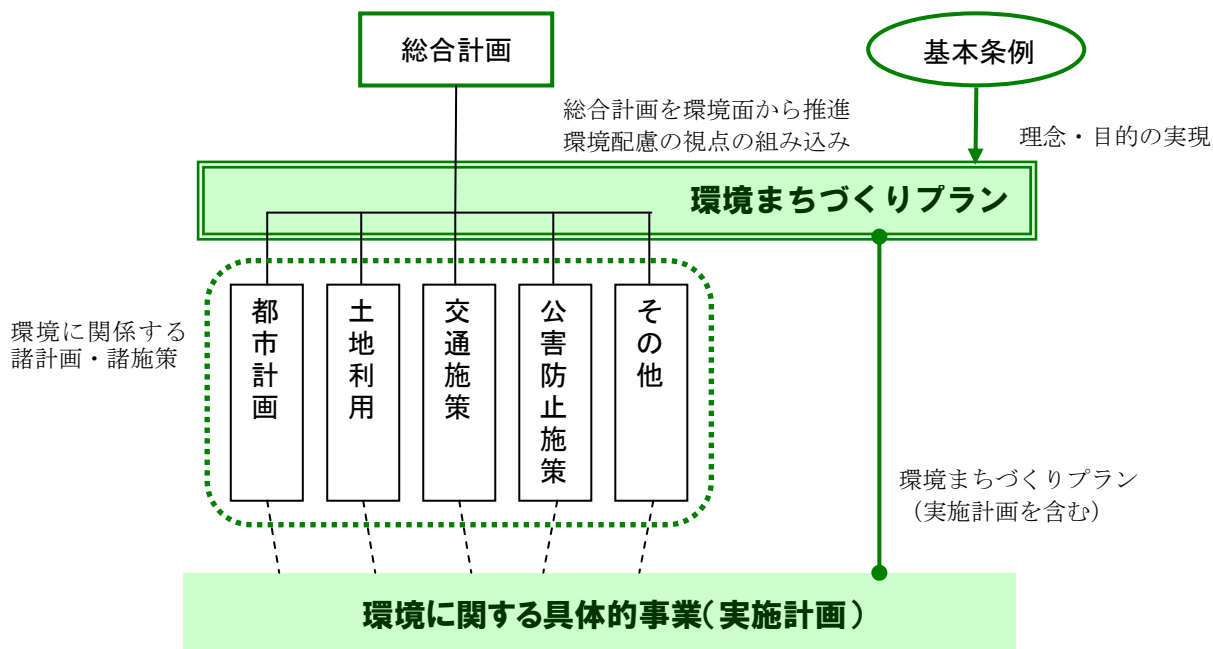 総合計画
基本条例
総合計画を環境面から推進
環境配慮の視点の組み込み
理念・目的の実現
環境まちづくりプラン
環境に関係する
諸計画・諸施策
都市計画
土地利用
交通施策
公害防止施策
その他
環境まちづくりプラン
（実施計画を含む）
環境に関する具体的事業（実施計画）